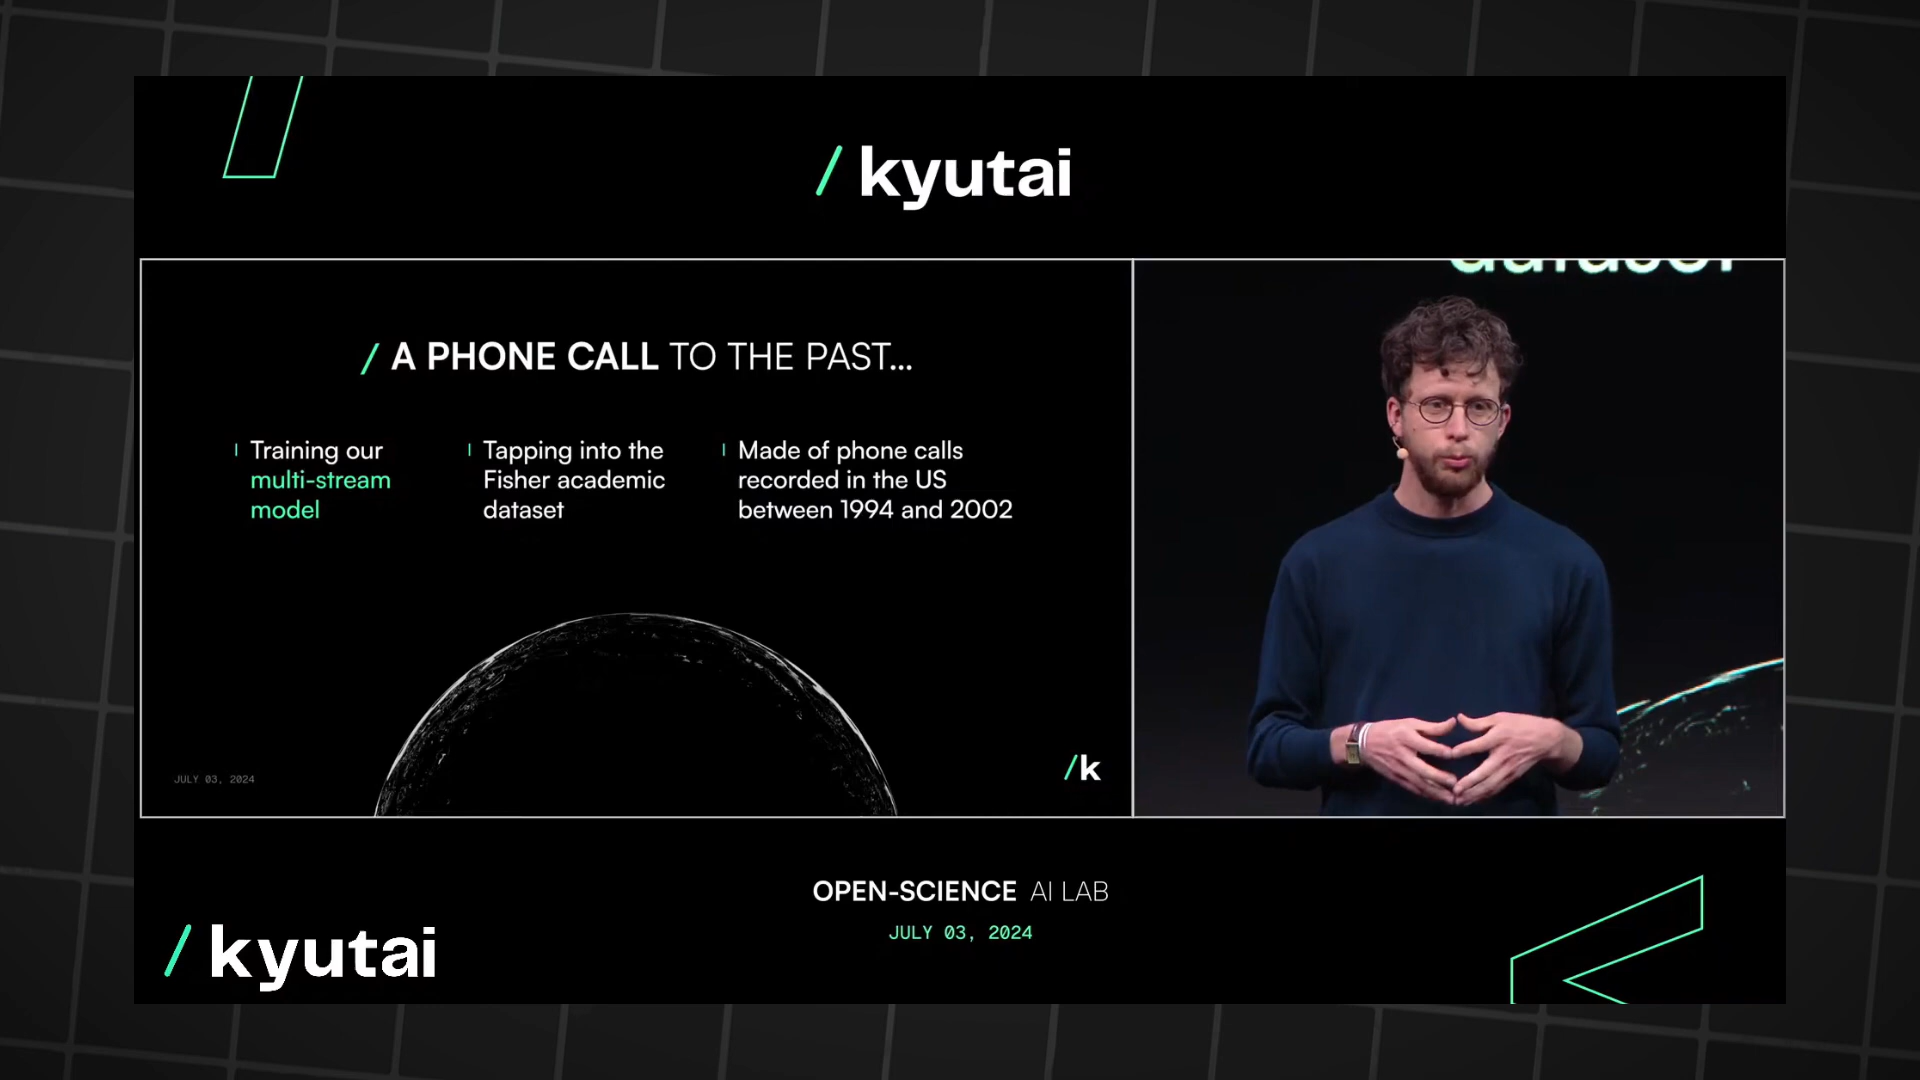 / kyutai
/ A PHONE CALL TO THE PAST...
Training our
multi-stream
model
Tapping into the
Fisher academic
dataset
Made of phone calls
recorded in the US
between 1994 and 2002
JULY 03, 2024
/k
dataset
OPEN-SCIENCE AI LAB
JULY 03, 2024
/ kyutai